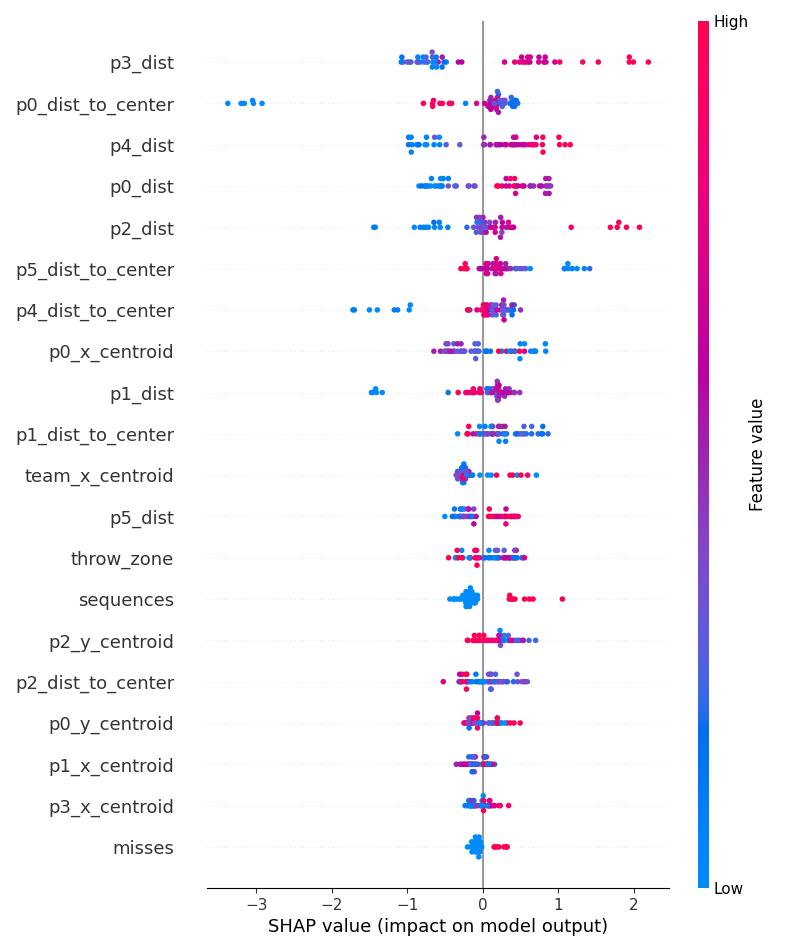 High
p3_dist
p0_dist_to_center
p4_dist
p0_dist
p2_dist
p5_dist_to_center
p4_dist_to_center
p0_x_centroid
p1_dist
p1_dist_to_center
team_x_centroid
p5_dist
throw_zone
sequences
p2_y_centroid
p2_dist_to_center
p0_y_centroid
p1_x_centroid
p3_x_centroid
misses
Feature value
Low
−3 −2 −1 0 1 2
SHAP value (impact on model output)